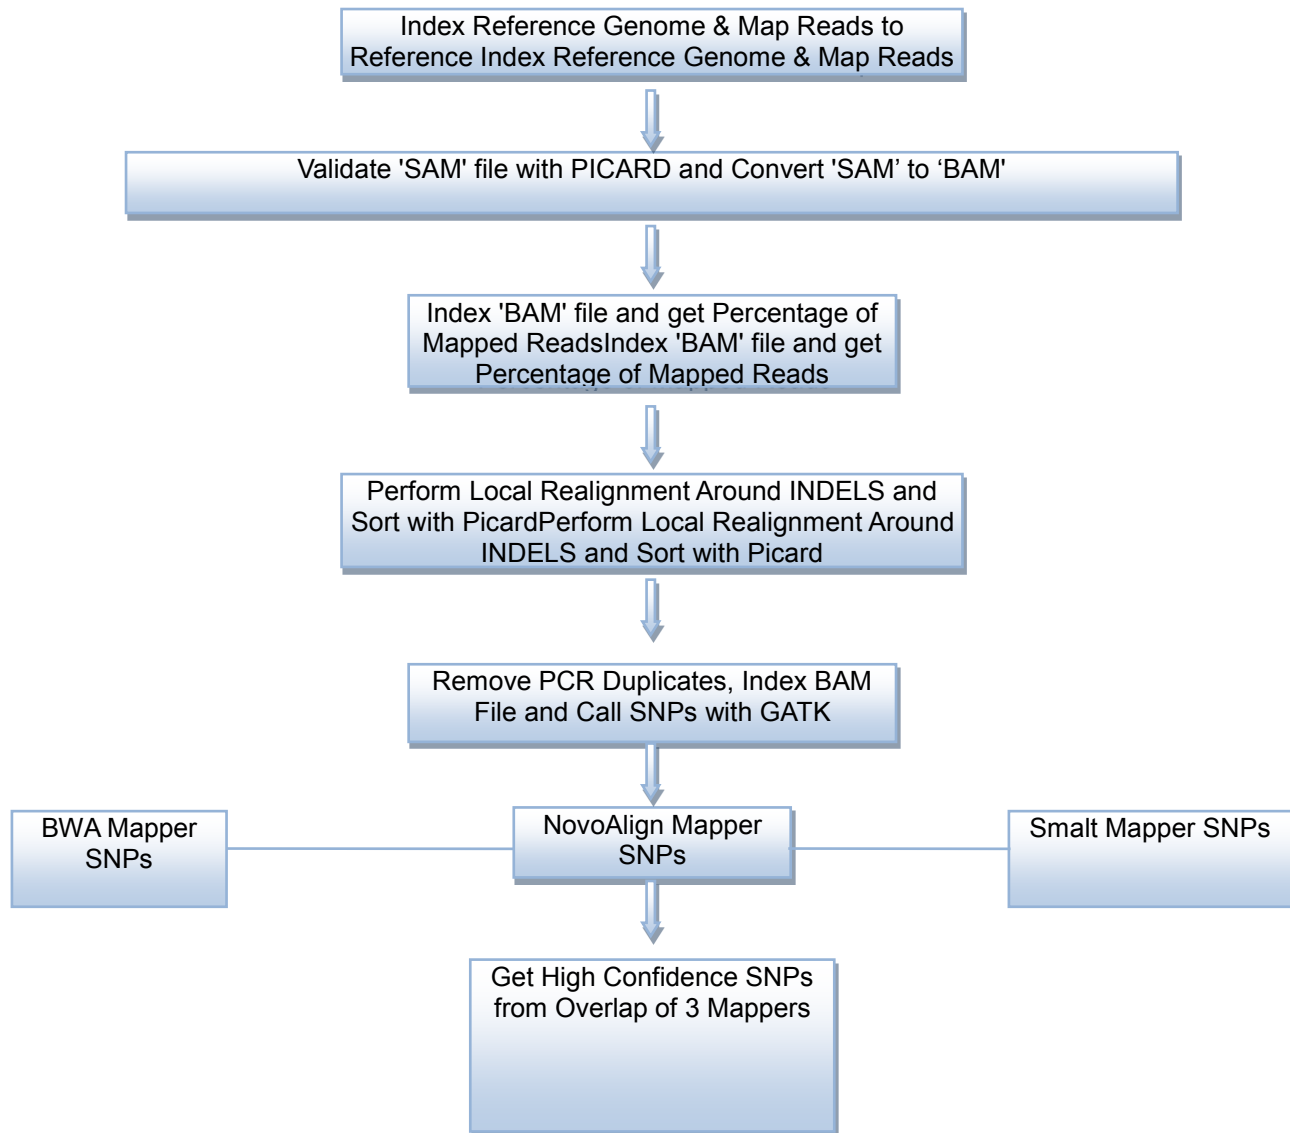 Index Reference Genome & Map Reads to
Reference Index Reference Genome & Map Reads
Validate 'SAM' file with PICARD and Convert 'SAM’ to ‘BAM'
Index 'BAM' file and get Percentage of
Mapped ReadsIndex 'BAM' file and get
Percentage of Mapped Reads
Perform Local Realignment Around INDELS and
Sort with PicardPerform Local Realignment Around
INDELS and Sort with Picard
Remove PCR Duplicates, Index BAM
File and Call SNPs with GATK
BWA Mapper
SNPs
NovoAlign Mapper
SNPs
Smalt Mapper SNPs
Get High Confidence SNPs
from Overlap of 3 Mappers